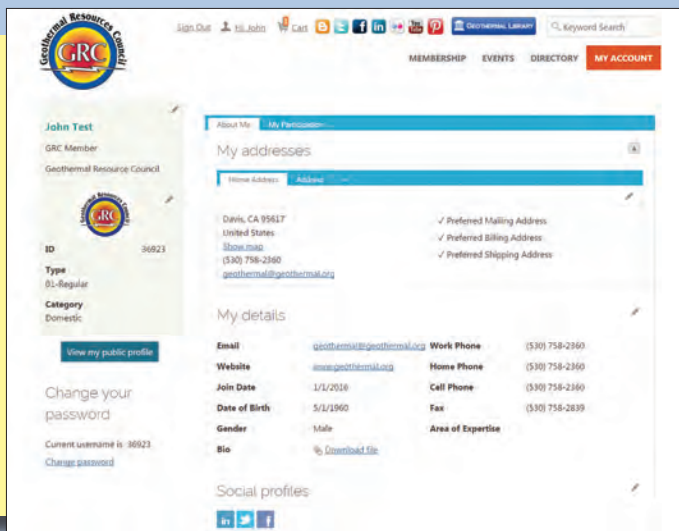 Geothermal Resources Council
GRC
Sign Out Hi, John Cart GEOTHERMAL LIBRARY Keyword Search
MEMBERSHIP EVENTS DIRECTORY MY ACCOUNT
John Test
GRC Member
Geothermal Resource Council
Geothermal Resources Council
GRC
ID 36923
Type
01-Regular
Category
Domestic
View my public profile
Change your
password
Current username is 36923
Change password
About Me My Participation
My addresses
Home Address Address
Davis, CA 95617
United States
Show map
(530) 758-2360
geothermal@geothermal.org
✓ Preferred Mailing Address
✓ Preferred Billing Address
✓ Preferred Shipping Address
My details
Email geothermal@geothermal.org Work Phone (530) 758-2360
Website www.geothermal.org Home Phone (530) 758-2360
Join Date 1/1/2016 Cell Phone (530) 758-2360
Date of Birth 5/1/1960 Fax (530) 758-2839
Gender Male Area of Expertise
Bio Download file
Social profiles